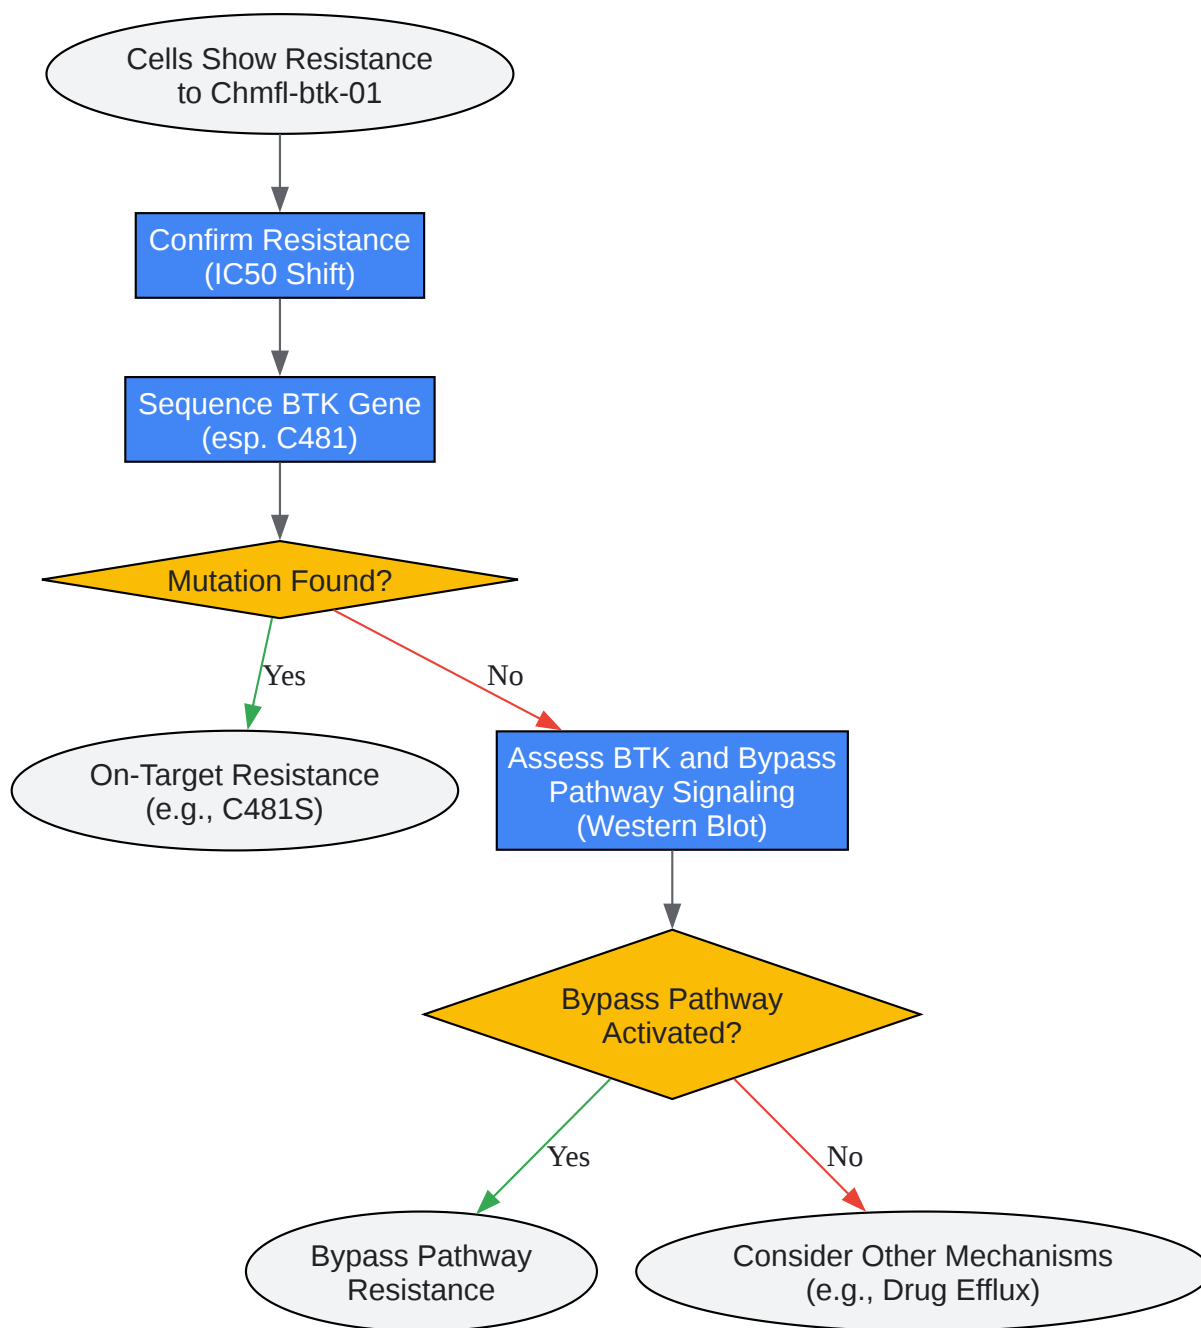 Cells Show Resistance
to Chmfl-btk-01
Confirm Resistance
(IC50 Shift)
Sequence BTK Gene
(esp. C481)
Mutation Found?
Yes
No
On-Target Resistance
(e.g., C481S)
Assess BTK and Bypass
Pathway Signaling
(Western Blot)
Bypass Pathway
Activated?
Yes
No
Bypass Pathway
Resistance
Consider Other Mechanisms
(e.g., Drug Efflux)